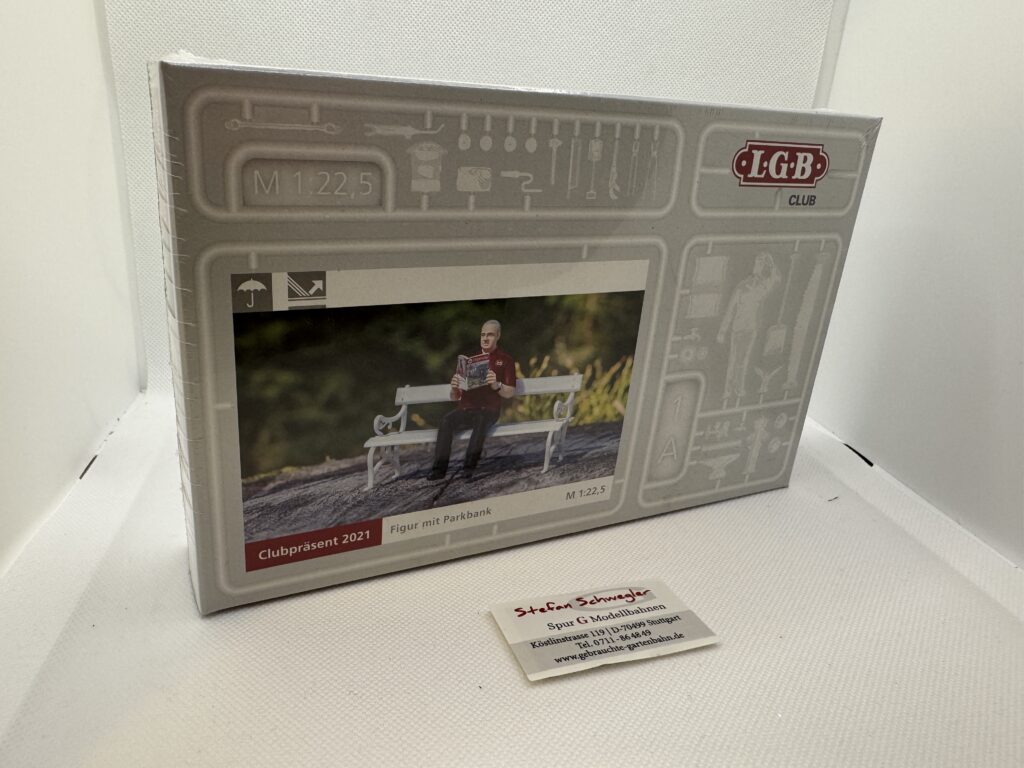 M 1:22,5
L·G·B
CLUB
1
A
M 1:22,5
Clubpräsent 2021
Figur mit Parkbank
Stefan Schwegler
Spur G Modellbahnen
Köstlinstrasse 119 | D-70499 Stuttgart
Tel. 0711 - 86 48 49
www.gebrauchte-gartenbahn.de